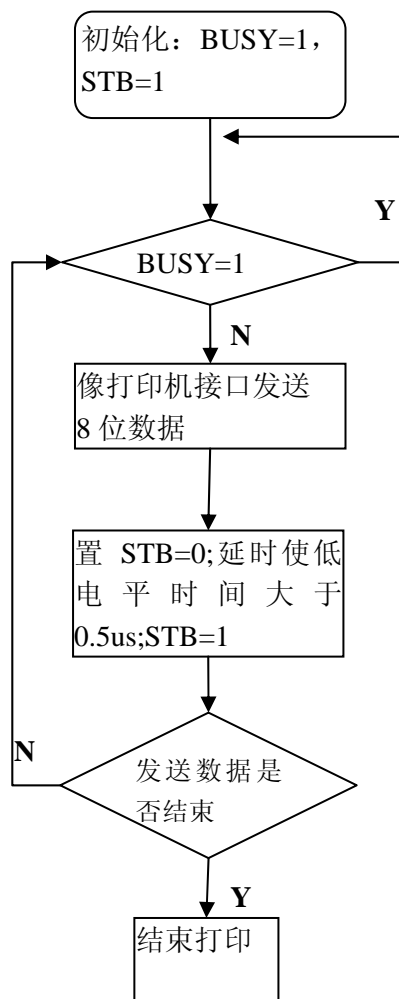 初始化：BUSY=1，
STB=1
Y
BUSY=1
N
像打印机接口发送
8 位数据
置 STB=0;延时使低
电平时间大于
0.5us;STB=1
N
发送数据是
否结束
Y
结束打印